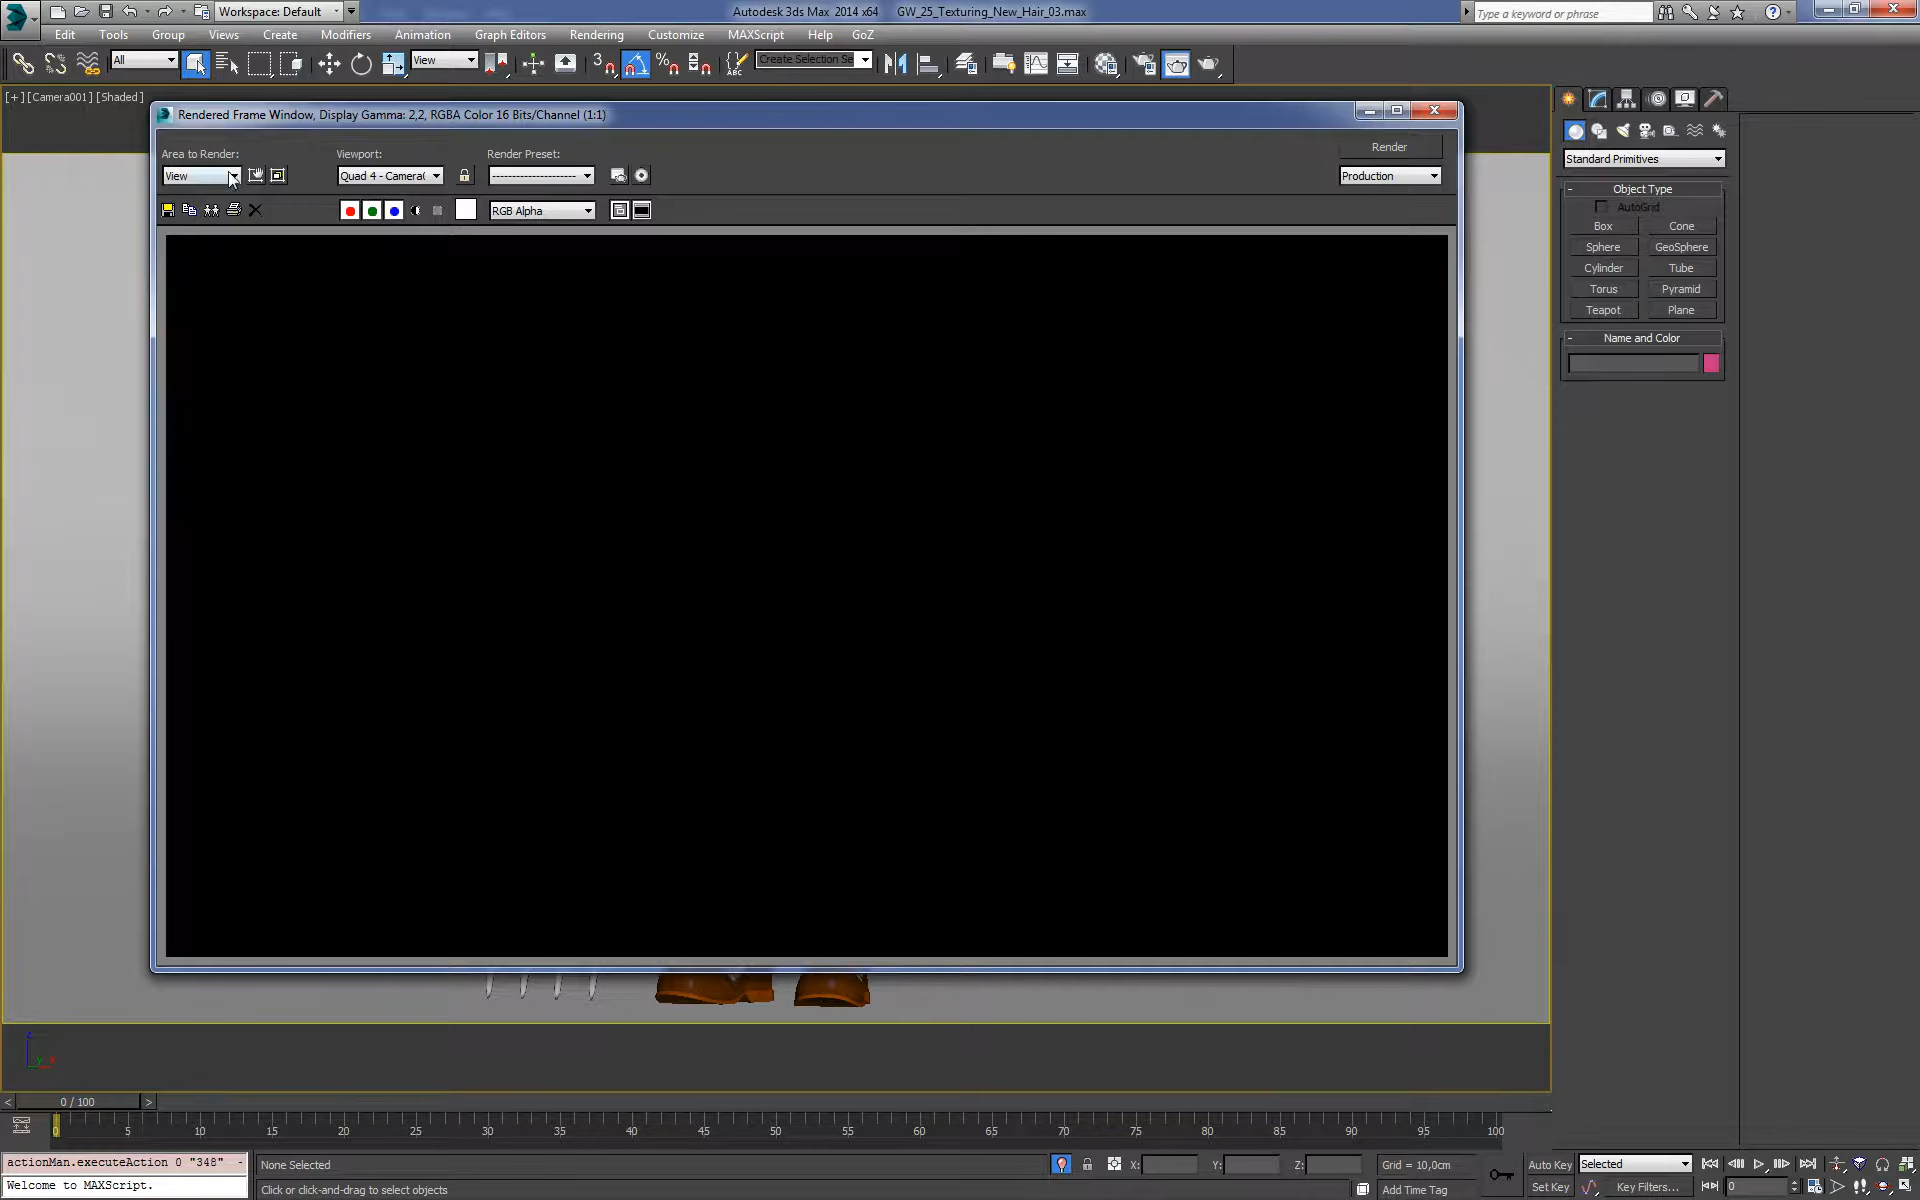 Workspace: Default
Autodesk 3ds Max 2014 x64 GW_25_Texturing_New_Hair_03.max
Type a keyword or phrase
Edit Tools Group Views Create Modifiers Animation Graph Editors Rendering Customize MAXScript Help GoZ
All
View
3
%
ABC
Create Selection Se
[+] [Camera001] [Shaded]
Rendered Frame Window, Display Gamma: 2,2, RGBA Color 16 Bits/Channel (1:1)
Area to Render: Viewport: Render Preset: Render
View Quad 4 - Camera( ---------------------- Production
RGB Alpha
Standard Primitives
- Object Type
AutoGrid
Box Cone
Sphere GeoSphere
Cylinder Tube
Torus Pyramid
Teapot Plane
- Name and Color
z
y x
< 0 / 100 >
0 5 10 15 20 25 30 35 40 45 50 55 60 65 70 75 80 85 90 95 100
actionMan.executeAction 0 "348" -
Welcome to MAXScript.
None Selected
X: Y: Z: Grid = 10,0cm
Click or click-and-drag to select objects
Add Time Tag
Auto Key Selected
Set Key Key Filters... 0